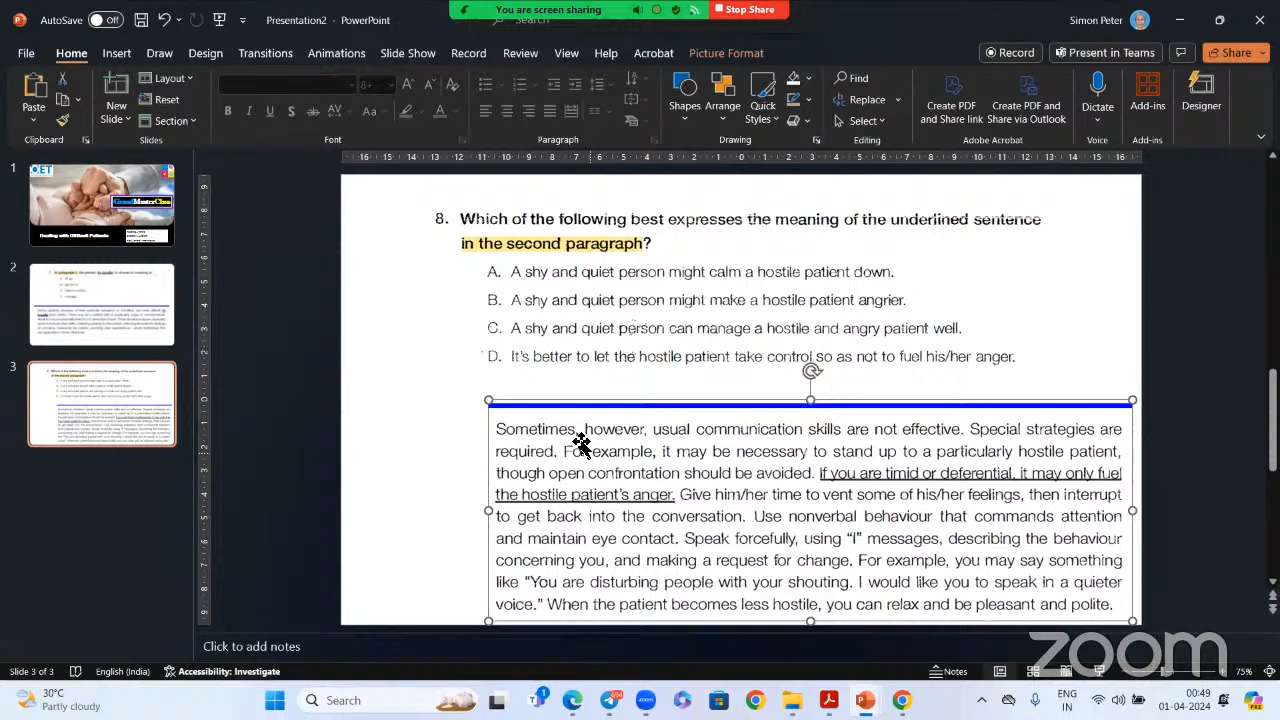 AutoSave Off
Presentation2 - PowerPoint
You are screen sharing
Stop Share
Search
Simon Peter
File Home Insert Draw Design Transitions Animations Slide Show Record Review View Help Acrobat Picture Format
Record Present in Teams Share
Paste
New
Slide
Layout
Reset
Section
Shapes
Arrange
Quick
Styles
Find
Replace
Select
Create PDF
and Share link
Create PDF and
Share via Outlook
Dictate
Add-ins
Designer
Clipboard Slides Font Paragraph Drawing Editing Adobe Acrobat Voice Add-ins
1
OET
Dealing with Difficult Patients
2
3
8. Which of the following best expresses the meaning of the underlined sentence
in the second paragraph?
and quiet person might calm a hostile patient down.
B. A shy and quiet person might make a hostile patient angrier.
C. A shy and quiet person can manage a hostile and angry patient well.
D. It's better to let the hostile patient take control so as not to fuel his/her anger.
Sometimes, however, usual communication skills are not effective. Special strategies are
required. For example, it may be necessary to stand up to a particularly hostile patient,
though open confrontation should be avoided. If you are timid or deferential, it may only fuel
the hostile patient's anger. Give him/her time to vent some of his/her feelings, then interrupt
to get back into the conversation. Use nonverbal behaviour that commands attention
and maintain eye contact. Speak forcefully, using “I” messages, describing the behaviour
concerning you, and making a request for change. For example, you may say something
like “You are disturbing people with your shouting. I would like you to speak in a quieter
voice.” When the patient becomes less hostile, you can relax and be pleasant and polite.
Click to add notes
zoom
Slide 3 of 3
English (India)
Accessibility: Investigate
Notes
75%
30°C
Partly cloudy
Search
ENG
IN
00:49
01-04-2024